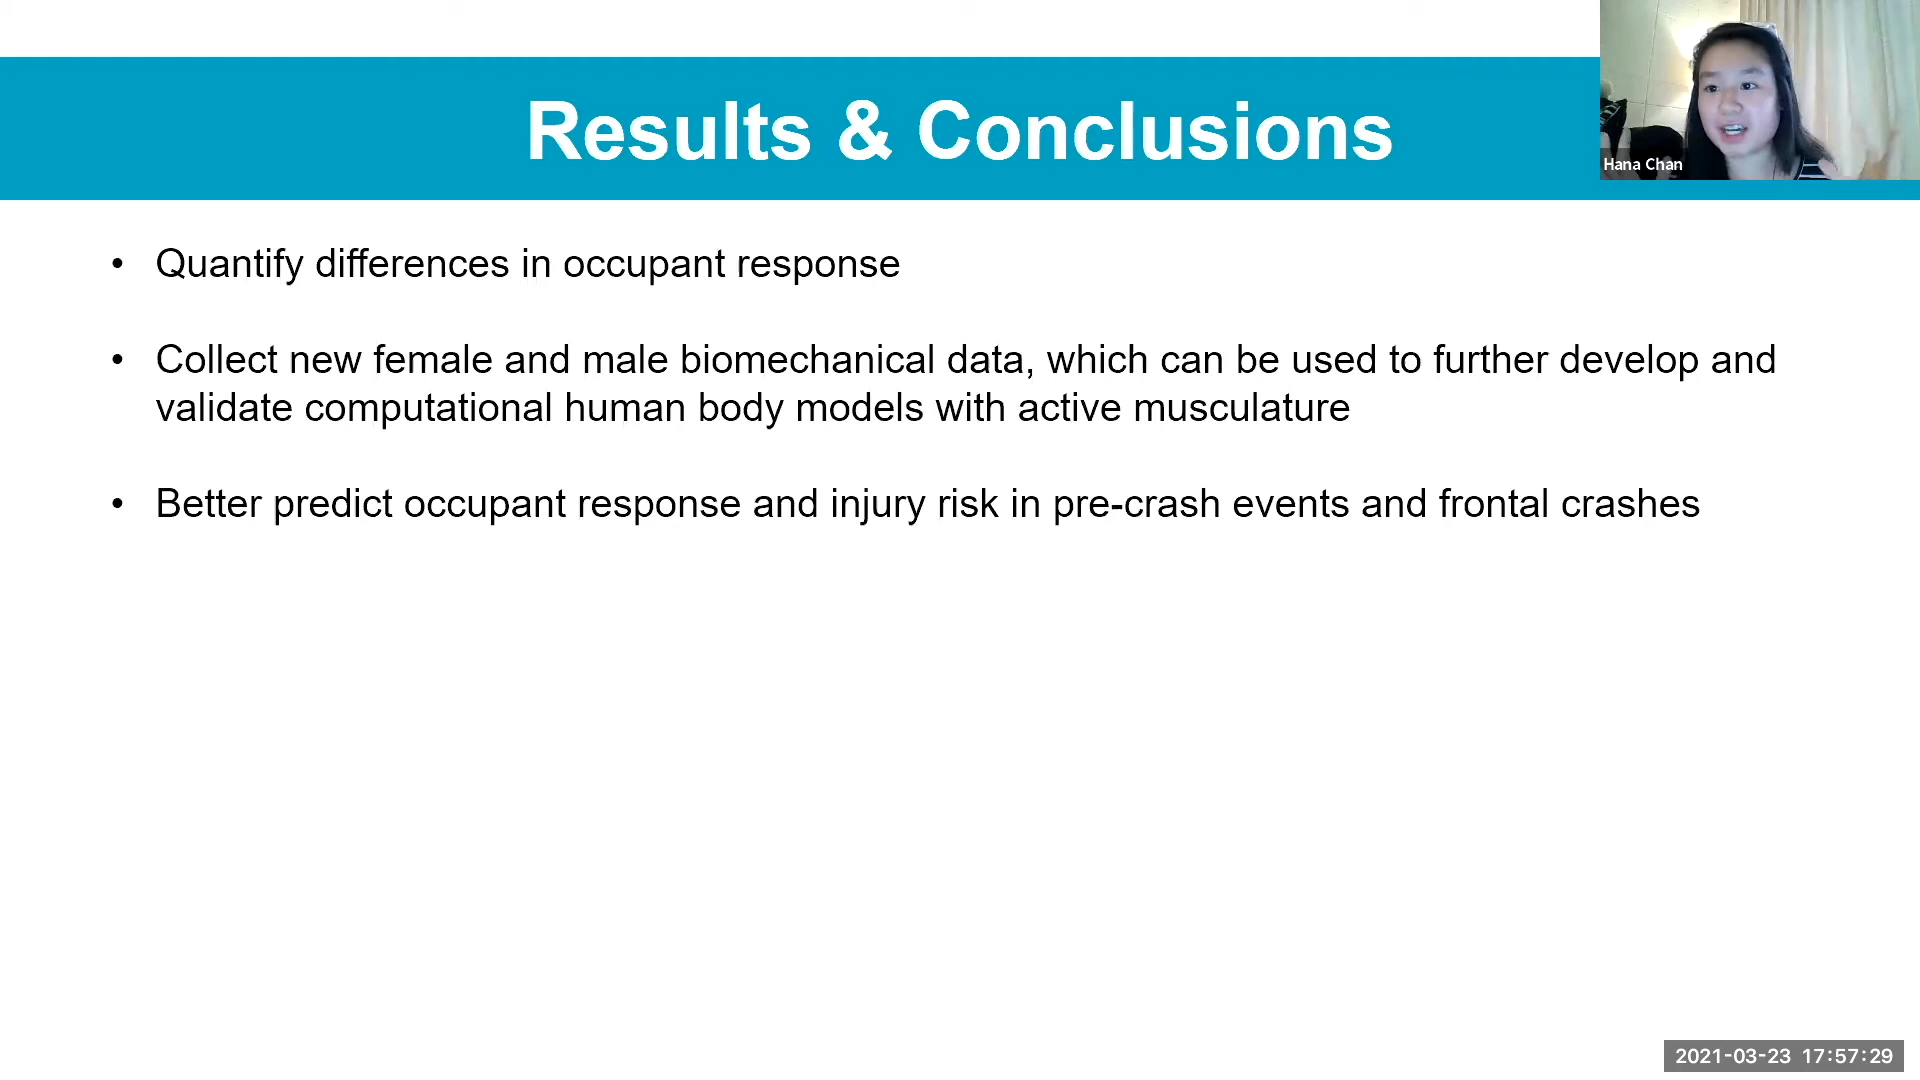 Results & Conclusions
Hana Chan
• Quantify differences in occupant response
• Collect new female and male biomechanical data, which can be used to further develop and
validate computational human body models with active musculature
• Better predict occupant response and injury risk in pre-crash events and frontal crashes
2021-03-23 17:57:29